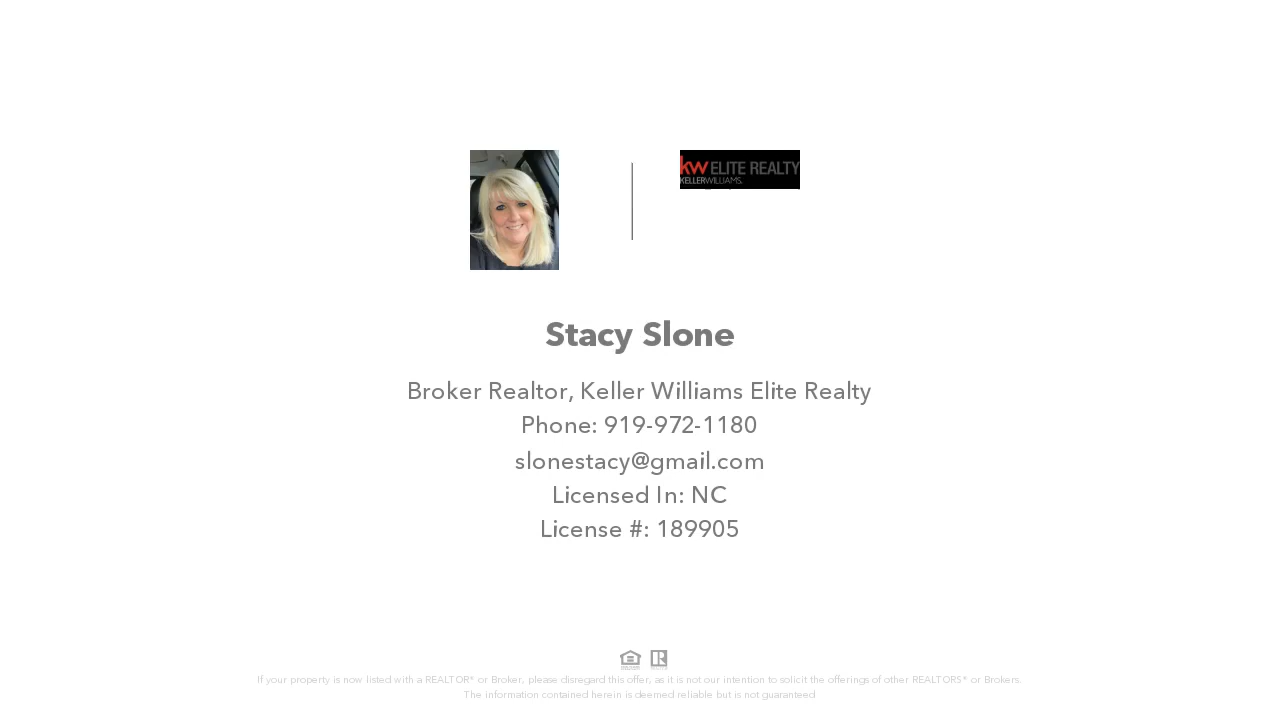 kw ELITE REALTY
KELLERWILLIAMS.
Stacy Slone
Broker Realtor, Keller Williams Elite Realty
Phone: 919-972-1180
slonestacy@gmail.com
Licensed In: NC
License #: 189905
If your property is now listed with a REALTOR® or Broker, please disregard this offer, as it is not our intention to solicit the offerings of other REALTORS® or Brokers.
The information contained herein is deemed reliable but is not guaranteed